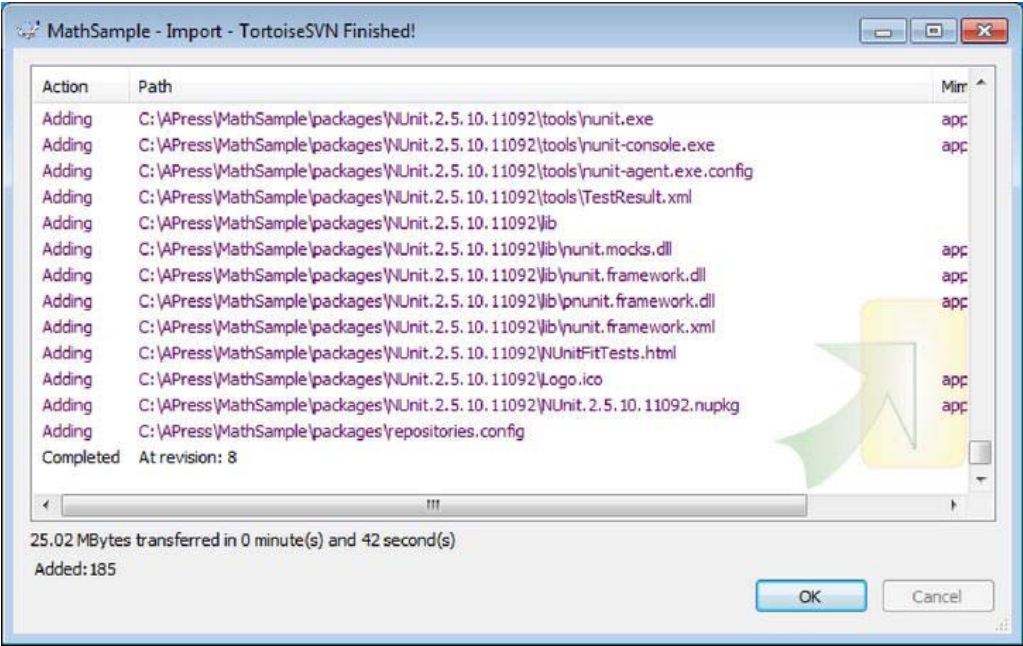 MathSample - Import - TortoiseSVN Finished!
Action Path Mim
Adding C:\APress\MathSample\packages\NUnit.2.5.10.11092\tools\nunit.exe app
Adding C:\APress\MathSample\packages\NUnit.2.5.10.11092\tools\nunit-console.exe app
Adding C:\APress\MathSample\packages\NUnit.2.5.10.11092\tools\nunit-agent.exe.config
Adding C:\APress\MathSample\packages\NUnit.2.5.10.11092\tools\TestResult.xml
Adding C:\APress\MathSample\packages\NUnit.2.5.10.11092\lib
Adding C:\APress\MathSample\packages\NUnit.2.5.10.11092\lib\nunit.mocks.dll app
Adding C:\APress\MathSample\packages\NUnit.2.5.10.11092\lib\nunit.framework.dll app
Adding C:\APress\MathSample\packages\NUnit.2.5.10.11092\lib\pnunit.framework.dll app
Adding C:\APress\MathSample\packages\NUnit.2.5.10.11092\lib\nunit.framework.xml
Adding C:\APress\MathSample\packages\NUnit.2.5.10.11092\NUnitFitTests.html
Adding C:\APress\MathSample\packages\NUnit.2.5.10.11092\Logo.ico app
Adding C:\APress\MathSample\packages\NUnit.2.5.10.11092\NUnit.2.5.10.11092.nupkg app
Adding C:\APress\MathSample\packages\repositories.config
Completed At revision: 8
25.02 MBytes transferred in 0 minute(s) and 42 second(s)
Added:185
OK Cancel